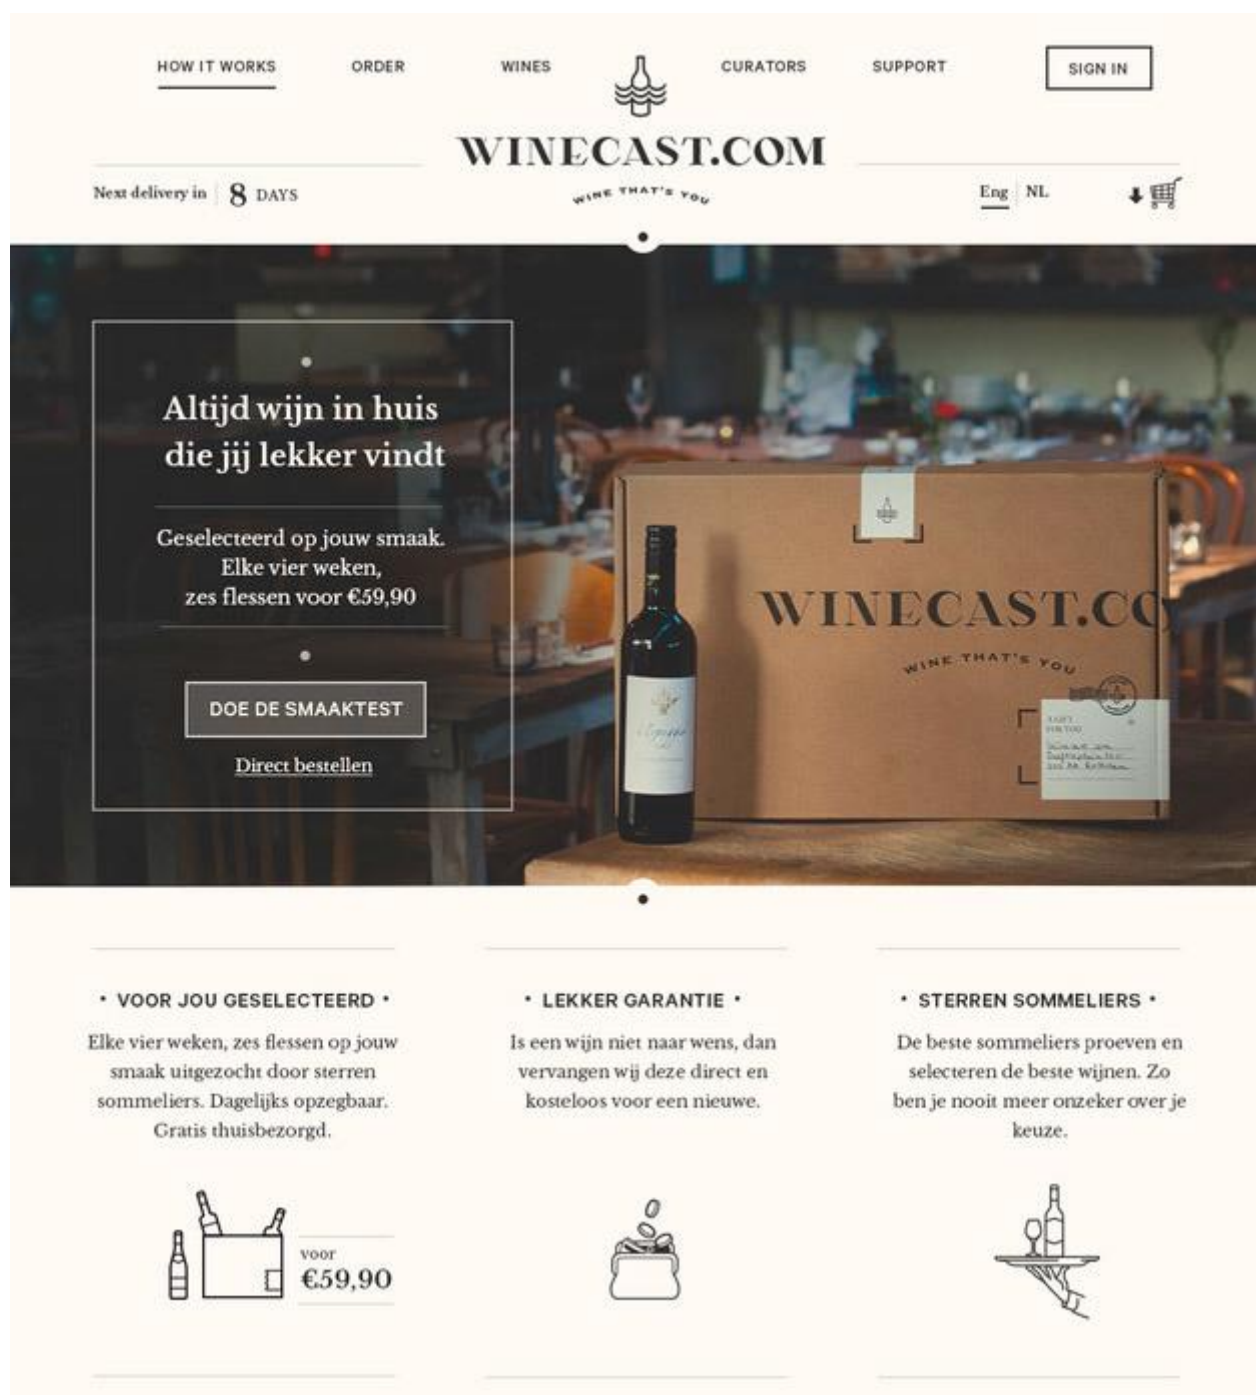 HOW IT WORKS
ORDER
WINES
CURATORS
SUPPORT
SIGN IN
WINECAST.COM
WINE THAT'S YOU
Next delivery in 8 DAYS
Eng NL
Altijd wijn in huis
die jij lekker vindt
Geselecteerd op jouw smaak.
Elke vier weken,
zes flessen voor €59,90
DOE DE SMAAKTEST
Direct bestellen
WINECAST.CO
WINE THAT'S YOU
• VOOR JOU GESELECTEERD •
Elke vier weken, zes flessen op jouw
smaak uitgezocht door sterren
sommeliers. Dagelijks opzegbaar.
Gratis thuisbezorgd.
voor
€59,90
• LEKKER GARANTIE •
Is een wijn niet naar wens, dan
vervangen wij deze direct en
kosteloos voor een nieuwe.
• STERREN SOMMELIERS •
De beste sommeliers proeven en
selecteren de beste wijnen. Zo
ben je nooit meer onzeker over je
keuze.